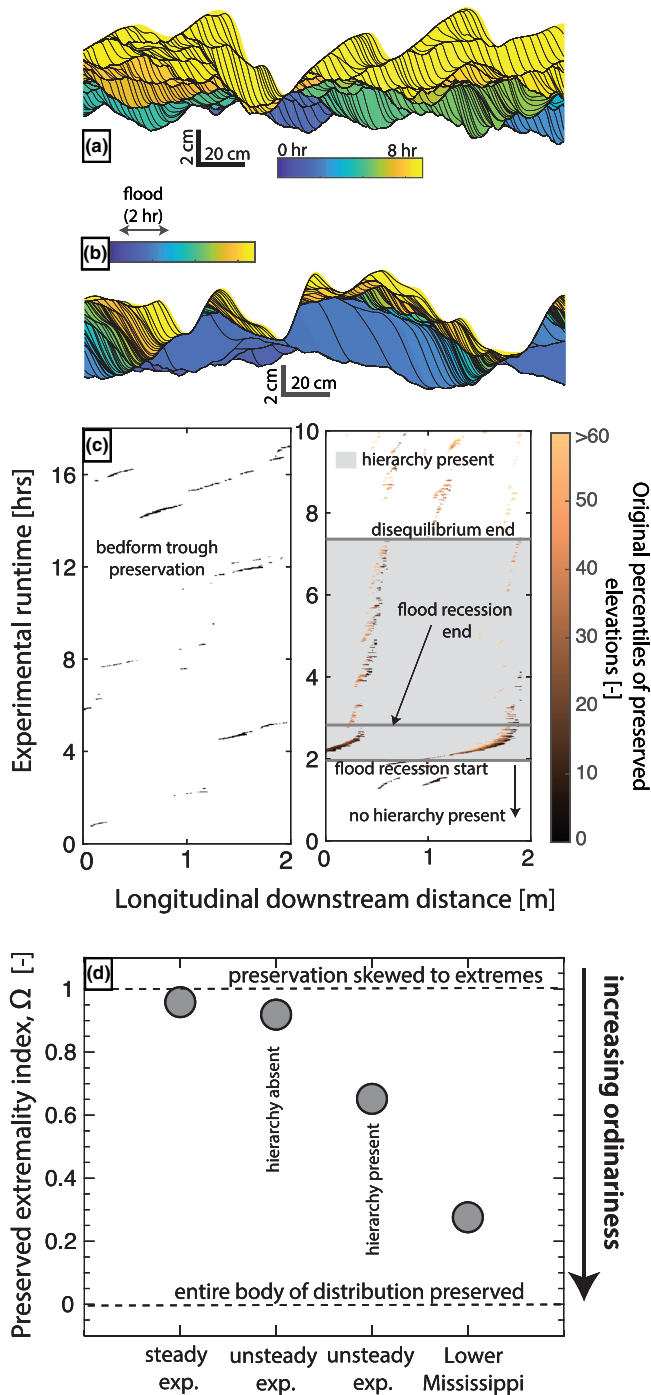 (a)
2 cm
20 cm
0 hr
8 hr
flood
(2 hr)
(b)
2 cm
20 cm
(c)
Experimental runtime [hrs]
16
12
8
4
0
bedform trough
preservation
0
1
2
10
8
6
4
2
0
hierarchy present
disequilibrium end
flood recession
end
flood recession start
no hierarchy present
0
1
2
>60
50
40
30
20
10
0
Original percentiles of preserved
elevations [-]
Longitudinal downstream distance [m]
(d)
Preserved extremality index, Ω [-]
1
0.8
0.6
0.4
0.2
0
preservation skewed to extremes
hierarchy absent
hierarchy present
entire body of distribution preserved
increasing ordinariness
steady
exp.
unsteady
exp.
unsteady
exp.
Lower
Mississippi